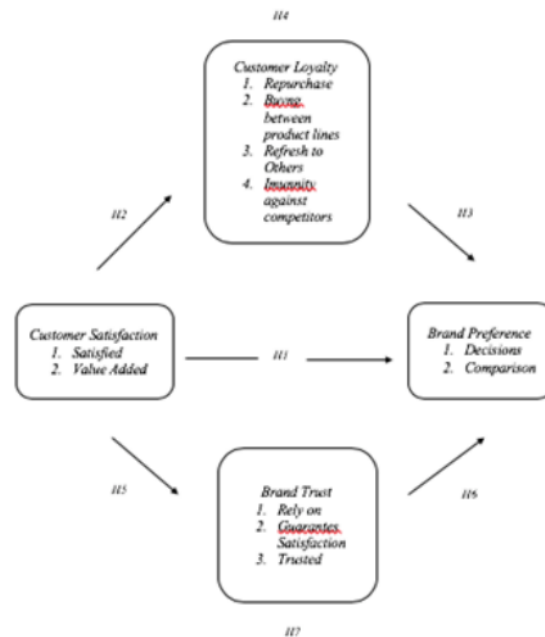 H4
Customer Loyalty
1. Repurchase
2. Buying
between
product lines
3. Refresh to
Others
4. Imunnity
against
competitors
H2
H3
Customer Satisfaction
1. Satisfied
2. Value Added
H1
Brand Preference
1. Decisions
2. Comparison
H5
Brand Trust
1. Rely on
2. Guarantes
Satisfaction
3. Trusted
H6
H7